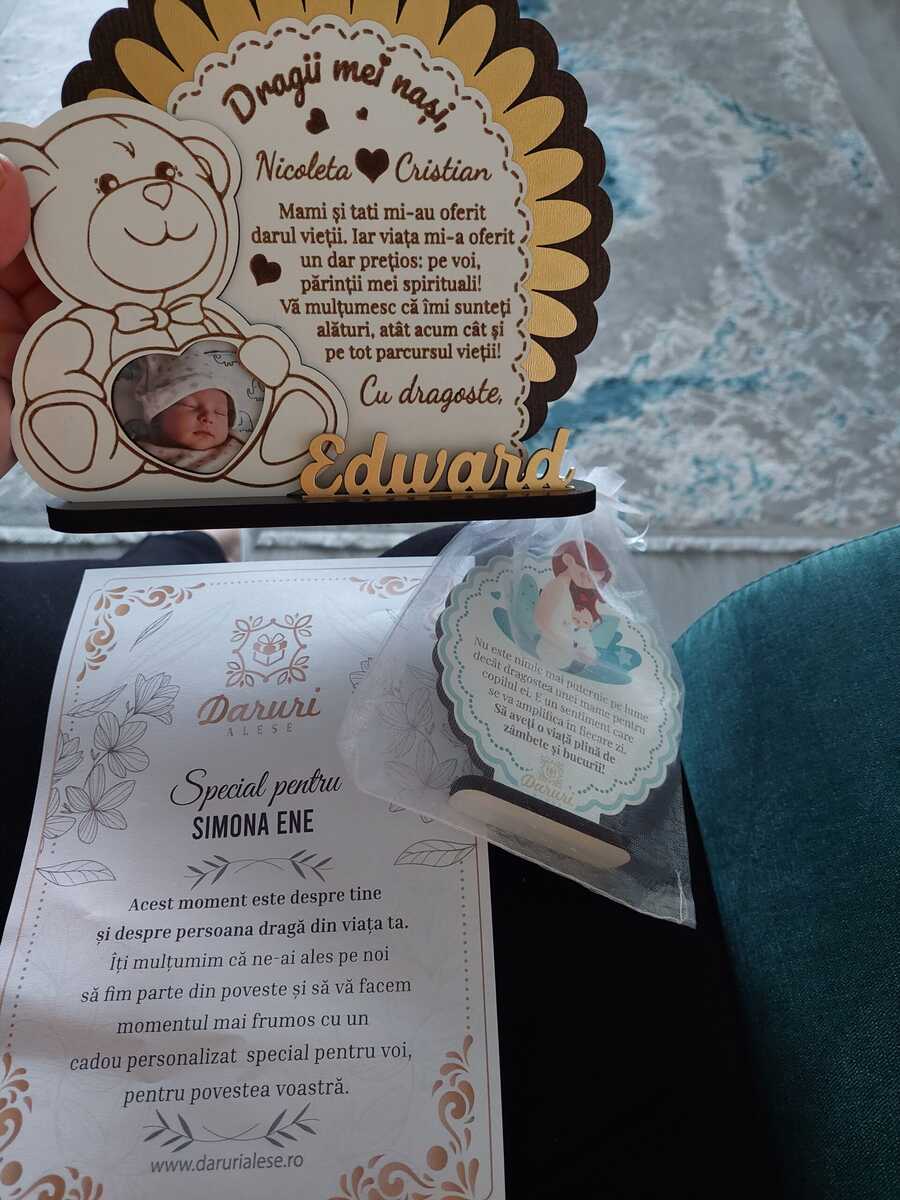 Dragii mei nași,
Nicoleta Cristian
Mami și tati mi-au oferit
darul vieții. Iar viața mi-a oferit
un dar prețios: pe voi,
părinții mei spirituali!
Vă mulțumesc că îmi sunteți
alături, atât acum cât și
pe tot parcursul vieții!
Cu dragoste,
Edward
Nu este nimic mai puternic pe lume
decât dragostea unei mame pentru
copilul ei. E un sentiment care
se va amplifica în fiecare zi.
Să aveți o viață plină de
zâmbete și bucurii!
Daruri
Daruri
ALESE
Special pentru
SIMONA ENE
Acest moment este despre tine
și despre persoana dragă din viața ta.
Îți mulțumim că ne-ai ales pe noi
să fim parte din poveste și să vă facem
momentul mai frumos cu un
cadou personalizat special pentru voi,
pentru povestea voastră.
www.darurialese.ro